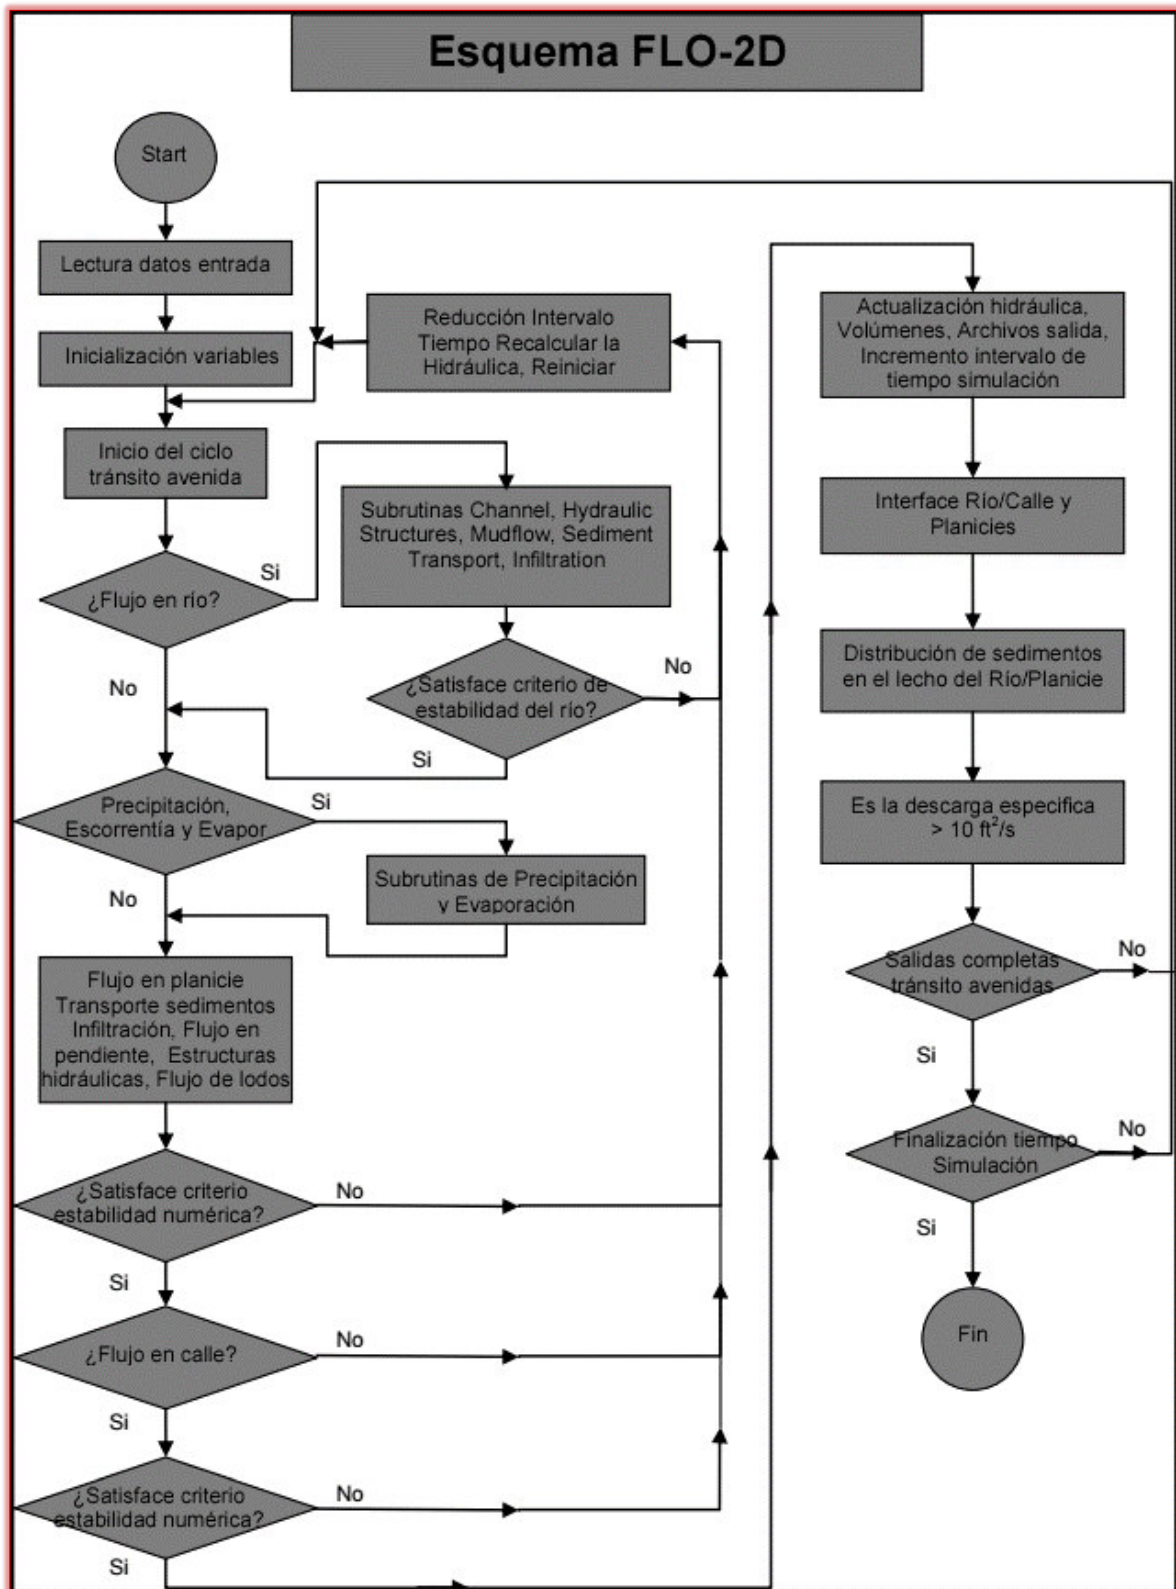 Esquema FLO-2D
Start
Lectura datos entrada
Inicialización variables
Reducción Intervalo
Tiempo Recalcular la
Hidráulica, Reiniciar
Inicio del ciclo
tránsito avenida
Subrutinas Channel, Hydraulic
Structures, Mudflow, Sediment
Transport, Infiltration
¿Flujo en río?
Si
No
¿Satisface criterio de
estabilidad del río?
No
Si
Precipitación,
Escorrentía y Evapor
Si
No
Subrutinas de Precipitación
y Evaporación
Flujo en planicie
Transporte sedimentos
Infiltración, Flujo en
pendiente, Estructuras
hidráulicas, Flujo de lodos
¿Satisface criterio
estabilidad numérica?
No
Si
¿Flujo en calle?
No
Si
¿Satisface criterio
estabilidad numérica?
No
Si
Actualización hidráulica,
Volúmenes, Archivos salida,
Incremento intervalo de
tiempo simulación
Interface Río/Calle y
Planicies
Distribución de sedimentos
en el lecho del Río/Planicie
Es la descarga especifica
> 10 ft²/s
Salidas completas
tránsito avenidas
No
Si
Finalización tiempo
Simulación
No
Si
Fin